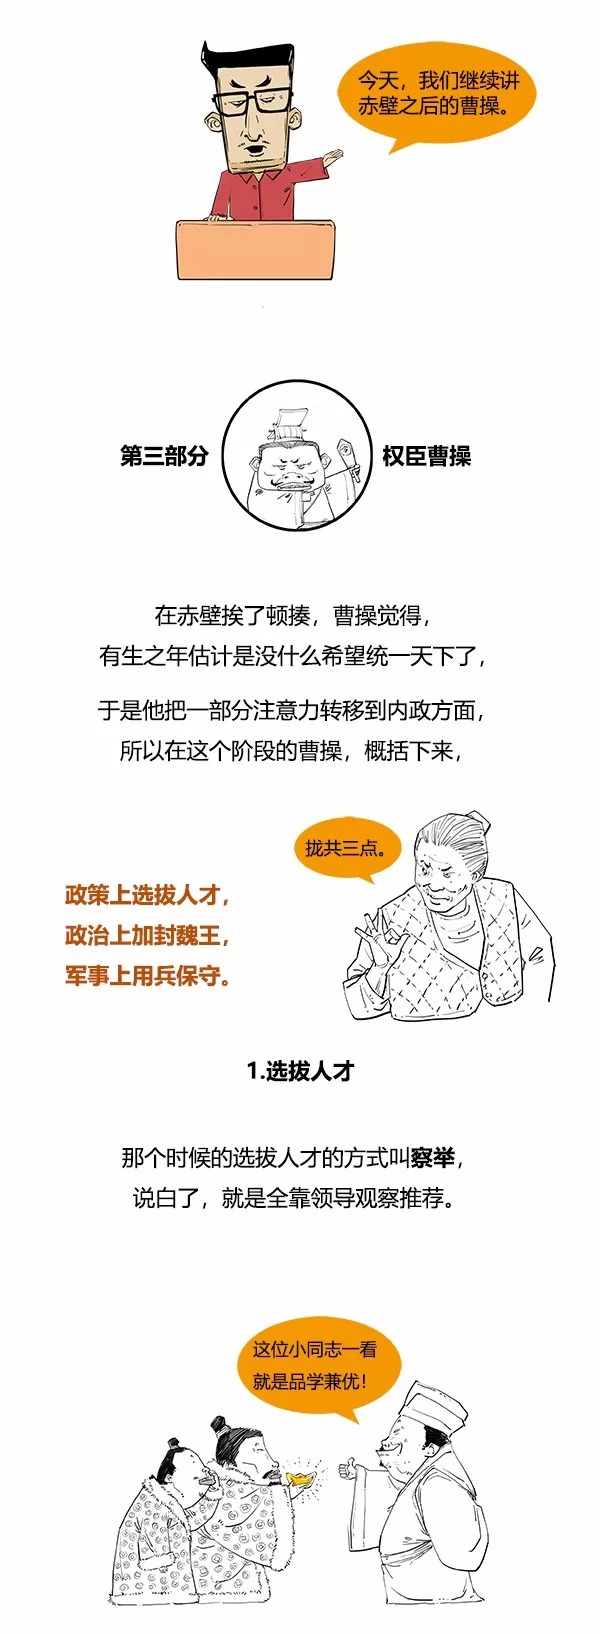 今天，我们继续讲
赤壁之后的曹操。
第三部分
权臣曹操
在赤壁挨了顿揍，曹操觉得，
有生之年估计是没什么希望统一天下了，
于是他把一部分注意力转移到内政方面，
所以在这个阶段的曹操，概括下来，
拢共三点。
政策上选拔人才，
政治上加封魏王，
军事上用兵保守。
1.选拔人才
那个时候的选拔人才的方式叫察举，
说白了，就是全靠领导观察推荐。
这位小同志一看
就是品学兼优！